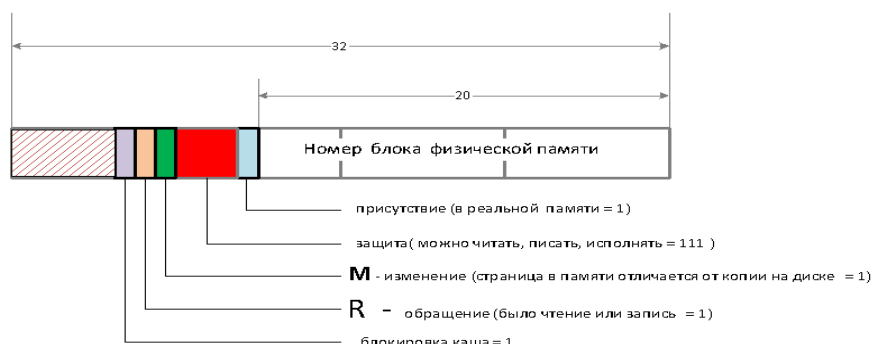 32
20
Номер блока физической памяти
присутствие (в реальной памяти = 1)
защита( можно читать, писать, исполнять = 111 )
М - изменение (страница в памяти отличается от копии на диске = 1)
R - обращение (было чтение или запись = 1)
блокировка каша = 1